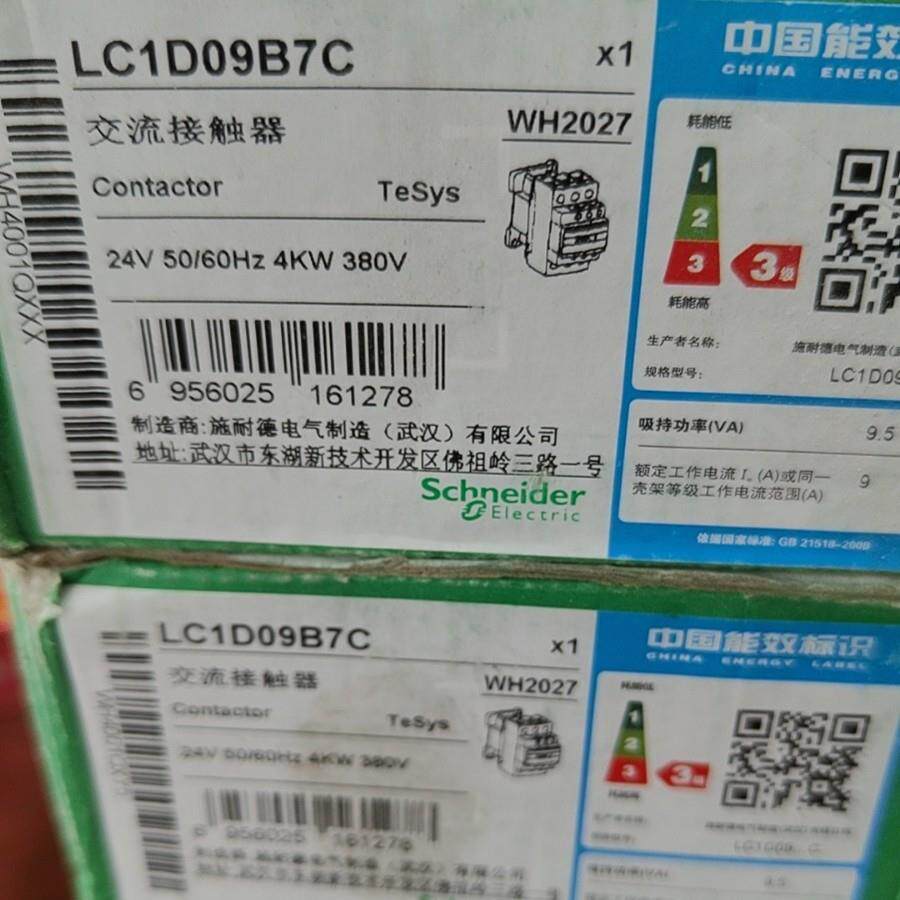 LC1D09B7C
x1
交流接触器
WH2027
Contactor
TeSys
24V 50/60Hz 4KW 380V
6 956025 161278
制造商:施耐德电气制造（武汉）有限公司
地址:武汉市东湖新技术开发区佛祖岭三路一号
Schneider
Electric
WH4001QXXX
中国能效
CHINA ENERG
耗能低
1
2
3
3级
耗能高
生产者名称:
施耐德电气制造(
规格型号:
LC1D09
吸持功率(VA)
9.5
额定工作电流 Ie (A)或同一
壳架等级工作电流范围(A)
9
依据国家标准: GB 21518-2008
LC1D09B7C
x1
交流接触器
WH2027
Contactor
TeSys
24V 50/60Hz 4KW 380V
6 956025 161278
中国能效标识
CHINA ENERGY LABEL
1
2
3
3级